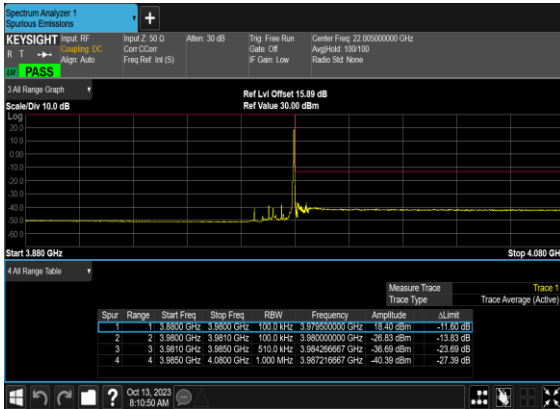 Spectrum Analyzer 1
Spurious Emissions
+
KEYSIGHT Input: RF Input Z: 50 Ω Atten: 30 dB Trig: Free Run Center Freq: 22.005000000 GHz
R T Coupling: DC Corr CCorr Gate: Off Avg|Hold: 100/100
Align: Auto Freq Ref: Int (S) IF Gain: Low Radio Std: None
PASS
3 All Range Graph
Ref Lvl Offset 15.89 dB
Scale/Div 10.0 dB Ref Value 30.00 dBm
Log
20.0
10.0
0.00
-10.0
-20.0
-30.0
-40.0
-50.0
-60.0
Start 3.880 GHz Stop 4.080 GH
4 All Range Table
Measure Trace Trace 1
Trace Type Trace Average (Active)
Spur Range Start Freq Stop Freq RBW Frequency Amplitude ΔLimit
1 1 3.8800 GHz 3.9800 GHz 100.0 kHz 3.979500000 GHz 18.40 dBm -11.60 dB
2 2 3.9800 GHz 3.9810 GHz 100.0 kHz 3.980000000 GHz -26.83 dBm -13.83 dB
3 3 3.9810 GHz 3.9850 GHz 510.0 kHz 3.984266667 GHz -36.69 dBm -23.69 dB
4 4 3.9850 GHz 4.0800 GHz 1.000 MHz 3.987216667 GHz -40.39 dBm -27.39 dB
? Oct 13, 2023
8:10:50 AM